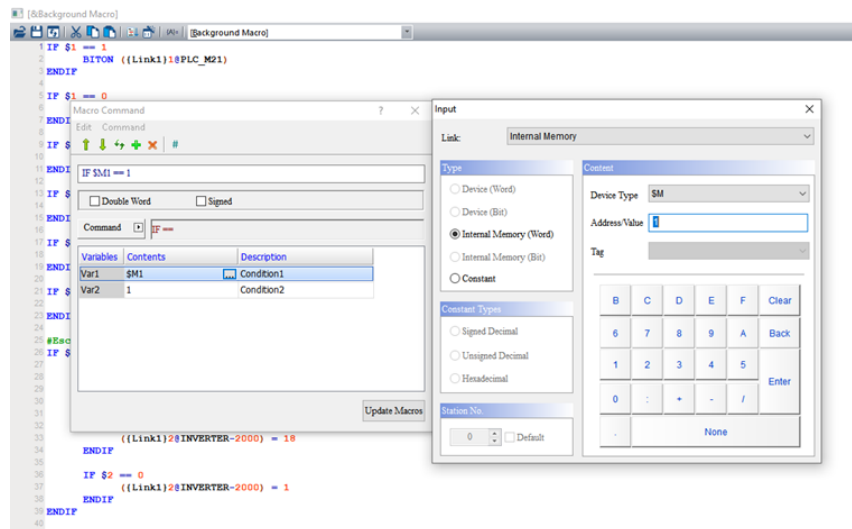 [&Background Macro]
[Background Macro]
1 IF $1 == 1
2 BITON ({Link1}1@PLC_M21)
3 ENDIF
4
5 IF $1 == 0
6
7 ENDI
8
9 IF $
10
11 ENDI
12
13 IF $
14
15 ENDI
16
17 IF $
18
19 ENDI
20
21 IF $
22
23 ENDI
24
25 #Esc
26 IF $
27
28
29
30
31
32
33 ({Link1}2@INVERTER-2000) = 18
34 ENDIF
35
36 IF $2 == 0
37 ({Link1}2@INVERTER-2000) = 1
38 ENDIF
39 ENDIF
40
Macro Command ? ×
Edit Command
#
IF $M1 == 1
Double Word Signed
Command IF ==
Variables Contents Description
Var1 $M1 ... Condition1
Var2 1 Condition2
Update Macros
Input ×
Link: Internal Memory
Type
Device (Word)
Device (Bit)
Internal Memory (Word)
Internal Memory (Bit)
Constant
Constant Types
Signed Decimal
Unsigned Decimal
Hexadecimal
Station No.
0 Default
Content
Device Type $M
Address/Value 1
Tag
B C D E F Clear
6 7 8 9 A Back
1 2 3 4 5 Enter
0 : + - /
. None